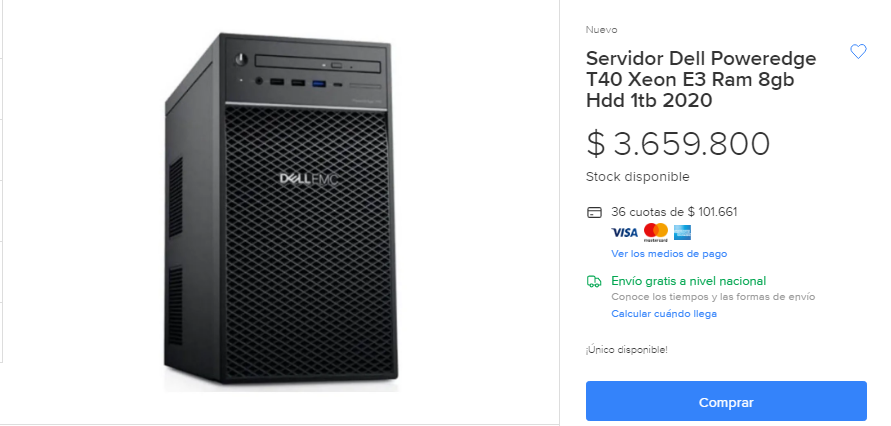 DELLEMC
Nuevo
Servidor Dell Poweredge
T40 Xeon E3 Ram 8gb
Hdd 1tb 2020
$ 3.659.800
Stock disponible
36 cuotas de $ 101.661
VISA mastercard
Ver los medios de pago
Envío gratis a nivel nacional
Conoce los tiempos y las formas de envío
Calcular cuándo llega
¡Único disponible!
Comprar